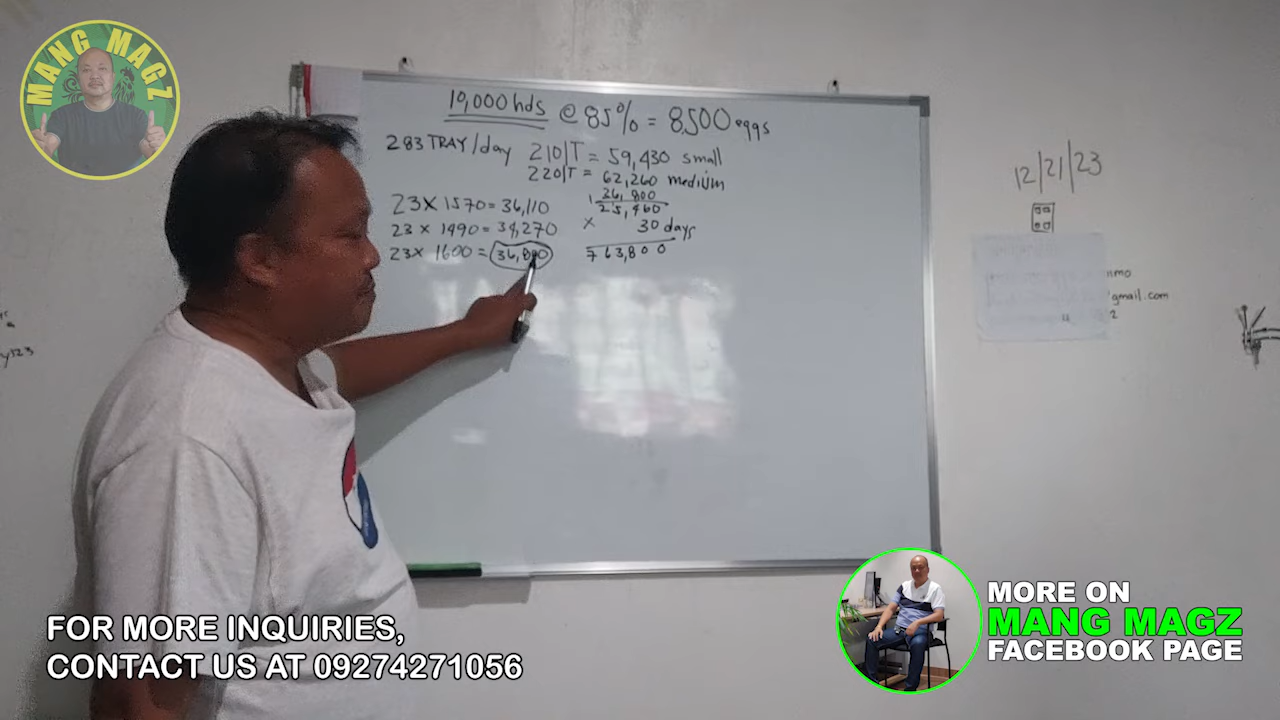 MANG MAGZ
10,000 hds @ 85% = 8,500 eggs
283 TRAY/day 210/T = 59,430 small
220/T = 62,260 medium
36,800
25,460
× 30 days
763,800
23 × 1570 = 36,110
23 × 1490 = 34,270
23 × 1600 = 36,800
12/21/23
gmail.com
2
y123
FOR MORE INQUIRIES,
CONTACT US AT 09274271056
MORE ON
MANG MAGZ
FACEBOOK PAGE